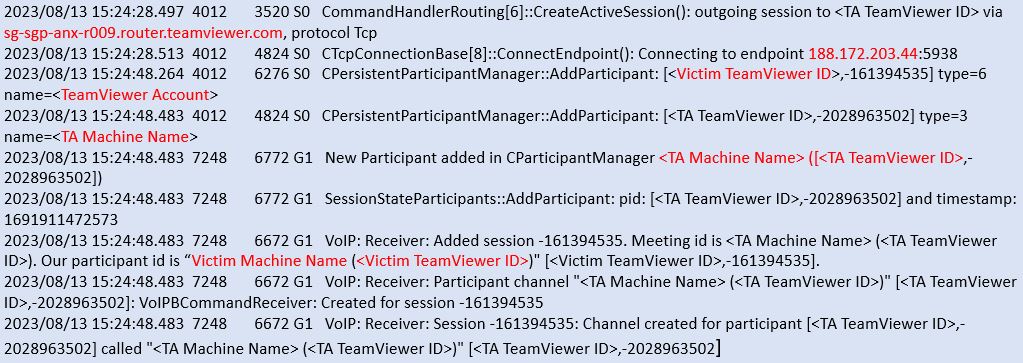 2023/08/13 15:24:28.497 4012 3520 S0 CommandHandlerRouting[6]::CreateActiveSession(): outgoing session to <TA TeamViewer ID> via
sg-sgp-anx-r009.router.teamviewer.com, protocol Tcp
2023/08/13 15:24:28.513 4012 4824 S0 CTcpConnectionBase[8]::ConnectEndpoint(): Connecting to endpoint 188.172.203.44:5938
2023/08/13 15:24:48.264 4012 6276 S0 CPersistentParticipantManager::AddParticipant: [<Victim TeamViewer ID>,-161394535] type=6
name=<TeamViewer Account>
2023/08/13 15:24:48.483 4012 4824 S0 CPersistentParticipantManager::AddParticipant: [<TA TeamViewer ID>,-2028963502] type=3
name=<TA Machine Name>
2023/08/13 15:24:48.483 7248 6772 G1 New Participant added in CParticipantManager <TA Machine Name> ([<TA TeamViewer ID>,-
2028963502])
2023/08/13 15:24:48.483 7248 6772 G1 SessionStateParticipants::AddParticipant: pid: [<TA TeamViewer ID>,-2028963502] and timestamp:
1691911472573
2023/08/13 15:24:48.483 7248 6672 G1 VoIP: Receiver: Added session -161394535. Meeting id is <TA Machine Name> (<TA TeamViewer
ID>). Our participant id is “Victim Machine Name (<Victim TeamViewer ID>)" [<Victim TeamViewer ID>,-161394535].
2023/08/13 15:24:48.483 7248 6672 G1 VoIP: Receiver: Participant channel "<TA Machine Name> (<TA TeamViewer ID>)" [<TA TeamViewer
ID>,-2028963502]: VoIPBCommandReceiver: Created for session -161394535
2023/08/13 15:24:48.483 7248 6672 G1 VoIP: Receiver: Session -161394535: Channel created for participant [<TA TeamViewer ID>,-
2028963502] called "<TA Machine Name> (<TA TeamViewer ID>)" [<TA TeamViewer ID>,-2028963502]